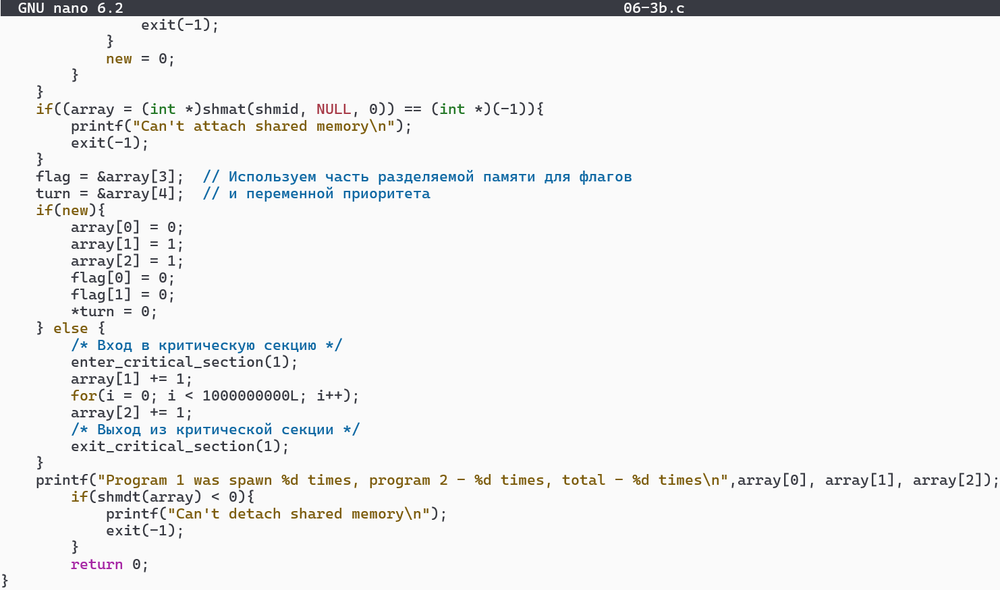 GNU nano 6.2 06-3b.c
                exit(-1);
            }
            new = 0;
        }
    }
    if((array = (int *)shmat(shmid, NULL, 0)) == (int *)(-1)){
        printf("Can't attach shared memory\n");
        exit(-1);
    }
    flag = &array[3];  // Используем часть разделяемой памяти для флагов
    turn = &array[4];  // и переменной приоритета
    if(new){
        array[0] = 0;
        array[1] = 1;
        array[2] = 1;
        flag[0] = 0;
        flag[1] = 0;
        *turn = 0;
    } else {
        /* Вход в критическую секцию */
        enter_critical_section(1);
        array[1] += 1;
        for(i = 0; i < 1000000000L; i++);
        array[2] += 1;
        /* Выход из критической секции */
        exit_critical_section(1);
    }
    printf("Program 1 was spawn %d times, program 2 - %d times, total - %d times\n",array[0], array[1], array[2]);
        if(shmdt(array) < 0){
            printf("Can't detach shared memory\n");
            exit(-1);
        }
        return 0;
}